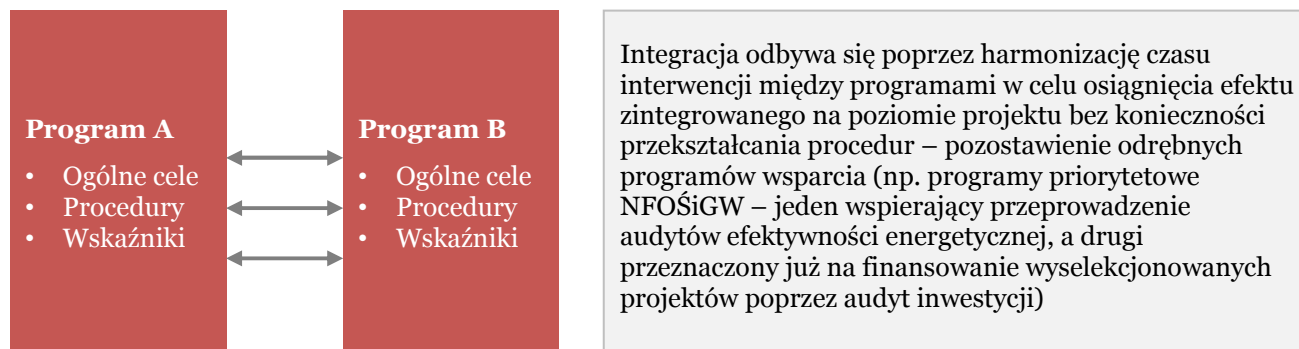 Program A
• Ogólne cele
• Procedury
• Wskaźniki
Program B
• Ogólne cele
• Procedury
• Wskaźniki
Integracja odbywa się poprzez harmonizację czasu
interwencji między programami w celu osiągnięcia efektu
zintegrowanego na poziomie projektu bez konieczności
przekształcania procedur – pozostawienie odrębnych
programów wsparcia (np. programy priorytetowe
NFOŚiGW – jeden wspierający przeprowadzenie
audytów efektywności energetycznej, a drugi
przeznaczony już na finansowanie wyselekcjonowanych
projektów poprzez audyt inwestycji)